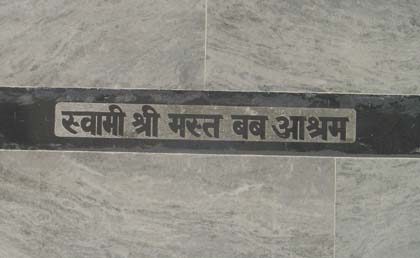 स्वामी श्री मस्त बब आश्रम